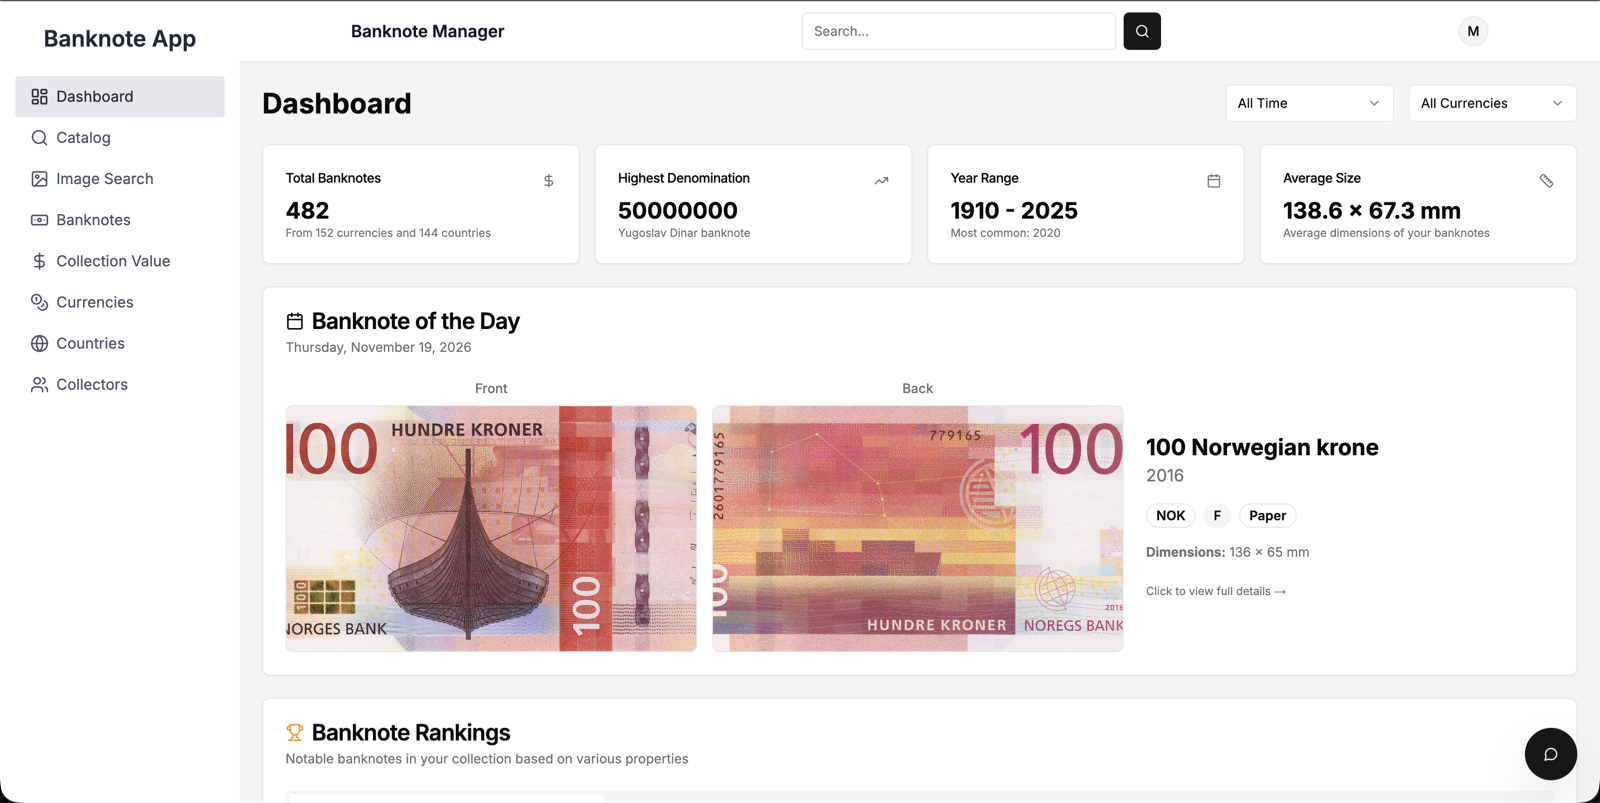 Banknote App
Dashboard
Catalog
Image Search
Banknotes
Collection Value
Currencies
Countries
Collectors
Banknote Manager
Search...
M
Dashboard
All Time
All Currencies
Total Banknotes
482
From 152 currencies and 144 countries
Highest Denomination
50000000
Yugoslav Dinar banknote
Year Range
1910 - 2025
Most common: 2020
Average Size
138.6 × 67.3 mm
Average dimensions of your banknotes
Banknote of the Day
Thursday, November 19, 2026
Front
100
HUNDRE KRONER
100
100
NORGES BANK
Back
2601779165
779165
100
100
HUNDRE KRONER
2016
NOREGS BANK
100 Norwegian krone
2016
NOK
F
Paper
Dimensions: 136 × 65 mm
Click to view full details →
Banknote Rankings
Notable banknotes in your collection based on various properties